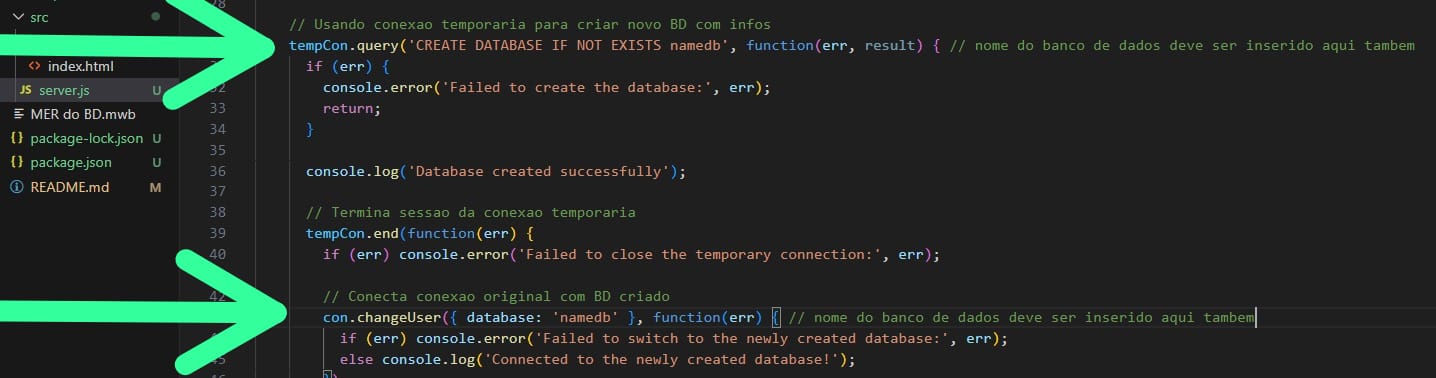 src
index.html
JS server.js U
MER do BD.mwb
{} package-lock.json U
{} package.json U
README.md M
28
// Usando conexao temporaria para criar novo BD com infos
tempCon.query('CREATE DATABASE IF NOT EXISTS namedb', function(err, result) { // nome do banco de dados deve ser inserido aqui tambem
if (err) {
console.error('Failed to create the database:', err);
33 return;
34 }
35
36 console.log('Database created successfully');
37
38 // Termina sessao da conexao temporaria
39 tempCon.end(function(err) {
40 if (err) console.error('Failed to close the temporary connection:', err);
42 // Conecta conexao original com BD criado
con.changeUser({ database: 'namedb' }, function(err) { // nome do banco de dados deve ser inserido aqui tambem
if (err) console.error('Failed to switch to the newly created database:', err);
45 else console.log('Connected to the newly created database!');
46 })